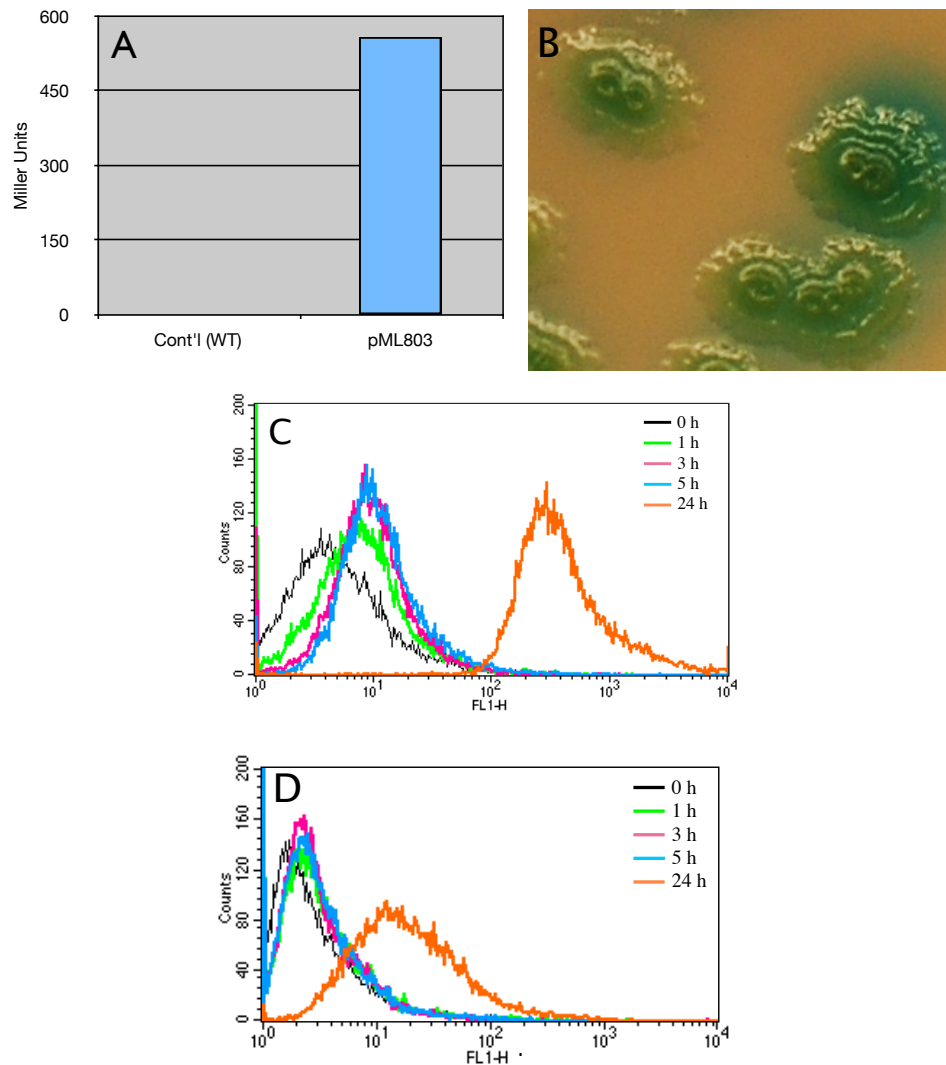 A
600
450
300
150
0
Miller Units
Cont'l (WT) pML803
B
C
200
160
120
80
40
0
Counts
0 h
1 h
3 h
5 h
24 h
10^0 10^1 10^2 10^3 10^4
FL1-H
D
200
160
120
80
40
0
Counts
0 h
1 h
3 h
5 h
24 h
10^0 10^1 10^2 10^3 10^4
FL1-H